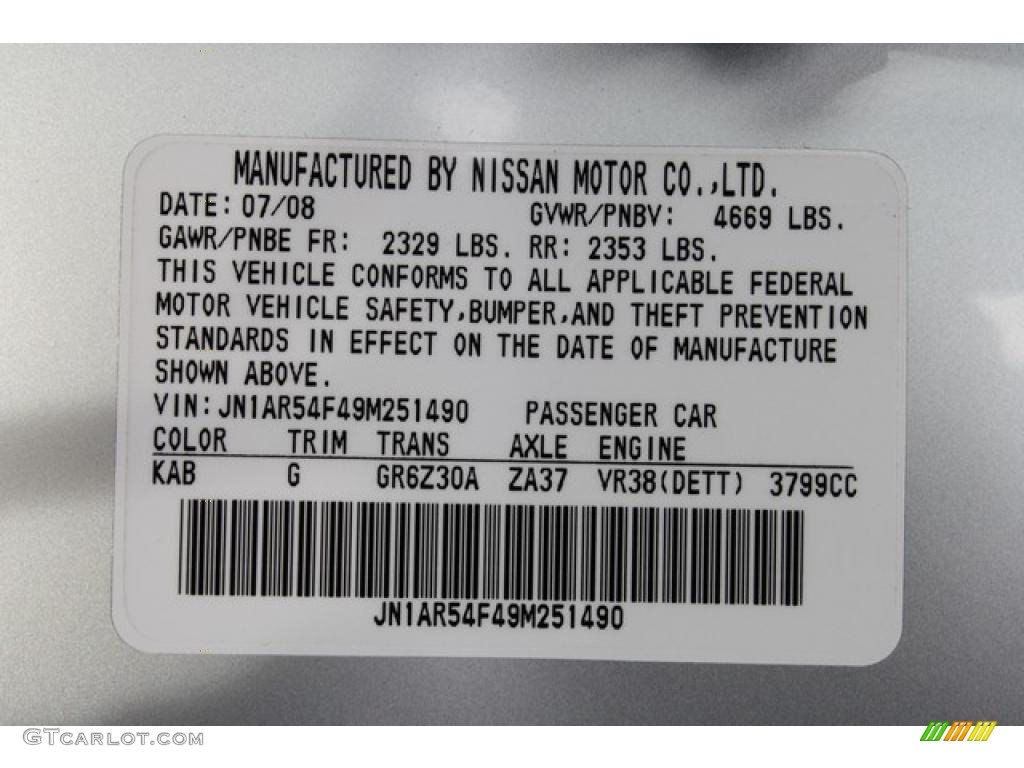 MANUFACTURED BY NISSAN MOTOR CO.,LTD.
DATE: 07/08 GVWR/PNBV: 4669 LBS.
GAWR/PNBE FR: 2329 LBS. RR: 2353 LBS.
THIS VEHICLE CONFORMS TO ALL APPLICABLE FEDERAL
MOTOR VEHICLE SAFETY,BUMPER,AND THEFT PREVENTION
STANDARDS IN EFFECT ON THE DATE OF MANUFACTURE
SHOWN ABOVE.
VIN:JN1AR54F49M251490 PASSENGER CAR
COLOR TRIM TRANS AXLE ENGINE
KAB G GR6Z30A ZA37 VR38(DETT) 3799CC
JN1AR54F49M251490
GTCARLOT.COM